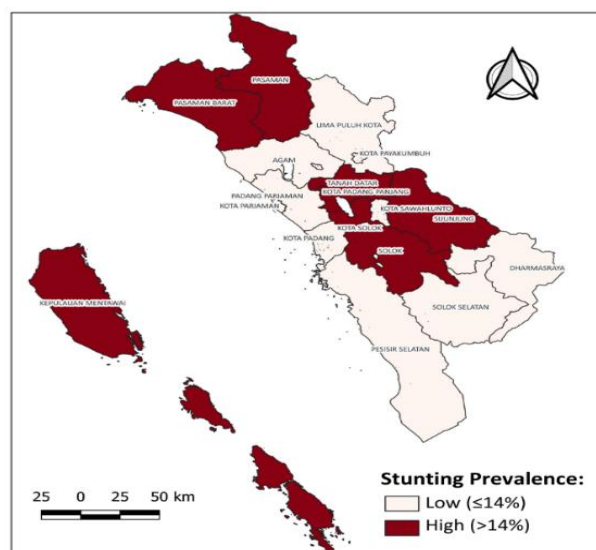 PASAMAN
PASAMAN BARAT
LIMA PULUH KOTA
KOTA PAYAKUMBUH
AGAM
TANAH DATAR
KOTA PADANG PANJANG
PADANG PARIAMAN
KOTA PARIAMAN
KOTA SAWAHLUNTO
SIJUNJUNG
KOTA SOLOK
KOTA PADANG
SOLOK
DHARMASRAYA
KEPULAUAN MENTAWAI
SOLOK SELATAN
PESISIR SELATAN
Stunting Prevalence:
Low (≤14%)
High (>14%)
25 0 25 50 km